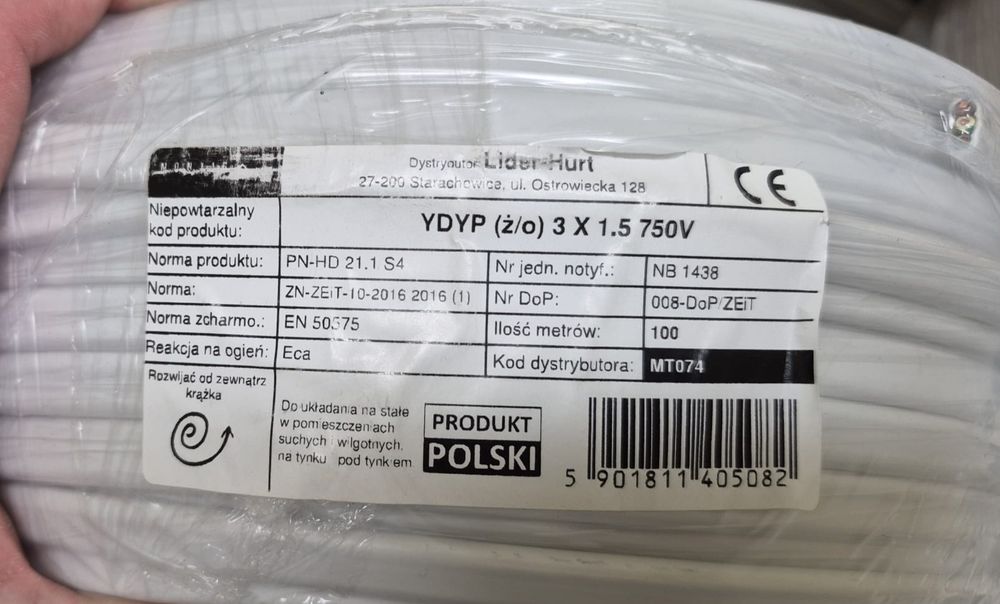 Dystrybutor Lider-Hurt
27-200 Starachowice, ul. Ostrowiecka 128
CE
Niepowtarzalny
kod produktu:
YDYP (ż/o) 3 X 1.5 750V
Norma produktu: PN-HD 21.1 S4 Nr jedn. notyf.: NB 1438
Norma: ZN-ZEiT-10-2016 2016 (1) Nr DoP: 008-DoP/ZEiT
Norma zcharmo.: EN 50575 Ilość metrów: 100
Reakcja na ogień: Eca Kod dystrybutora: MT074
Rozwijać od zewnątrz
krążka
Do układania na stałe
w pomieszczeniach
suchych i wilgotnych,
na tynku pod tynkiem
PRODUKT
POLSKI
5 901811 405082